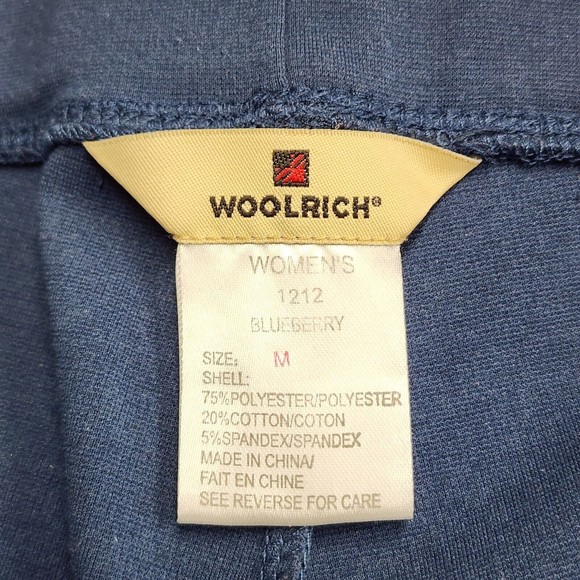 WOOLRICH®
WOMEN'S
1212
BLUEBERRY
SIZE: M
SHELL:
75%POLYESTER/POLYESTER
20%COTTON/COTON
5%SPANDEX/SPANDEX
MADE IN CHINA/
FAIT EN CHINE
SEE REVERSE FOR CARE